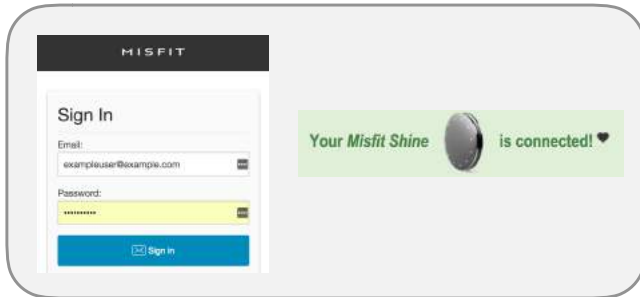 MISFIT
Sign In
Email:
exampleuser@example.com
Password:
••••••••••
Sign in
Your Misfit Shine is connected! ♥